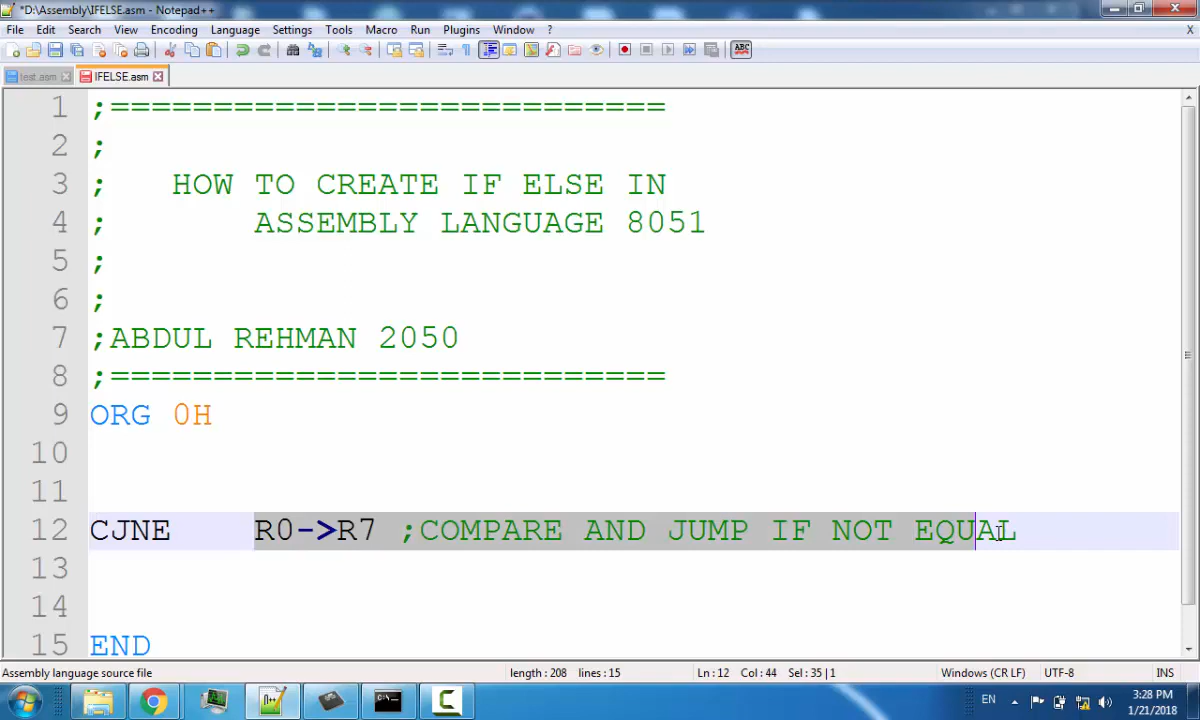 *D:\Assembly\IFELSE.asm - Notepad++
File Edit Search View Encoding Language Settings Tools Macro Run Plugins Window ? X
ABC
test.asm IFELSE.asm
1 ;===========================
2 ;
3 ; HOW TO CREATE IF ELSE IN
4 ; ASSEMBLY LANGUAGE 8051
5 ;
6 ;
7 ;ABDUL REHMAN 2050
8 ;===========================
9 ORG 0H
10
11
12 CJNE R0->R7 ;COMPARE AND JUMP IF NOT EQUAL
13
14
15 END
Assembly language source file length : 208 lines : 15 Ln : 12 Col : 44 Sel : 35 | 1 Windows (CR LF) UTF-8 INS
EN 3:28 PM
1/21/2018